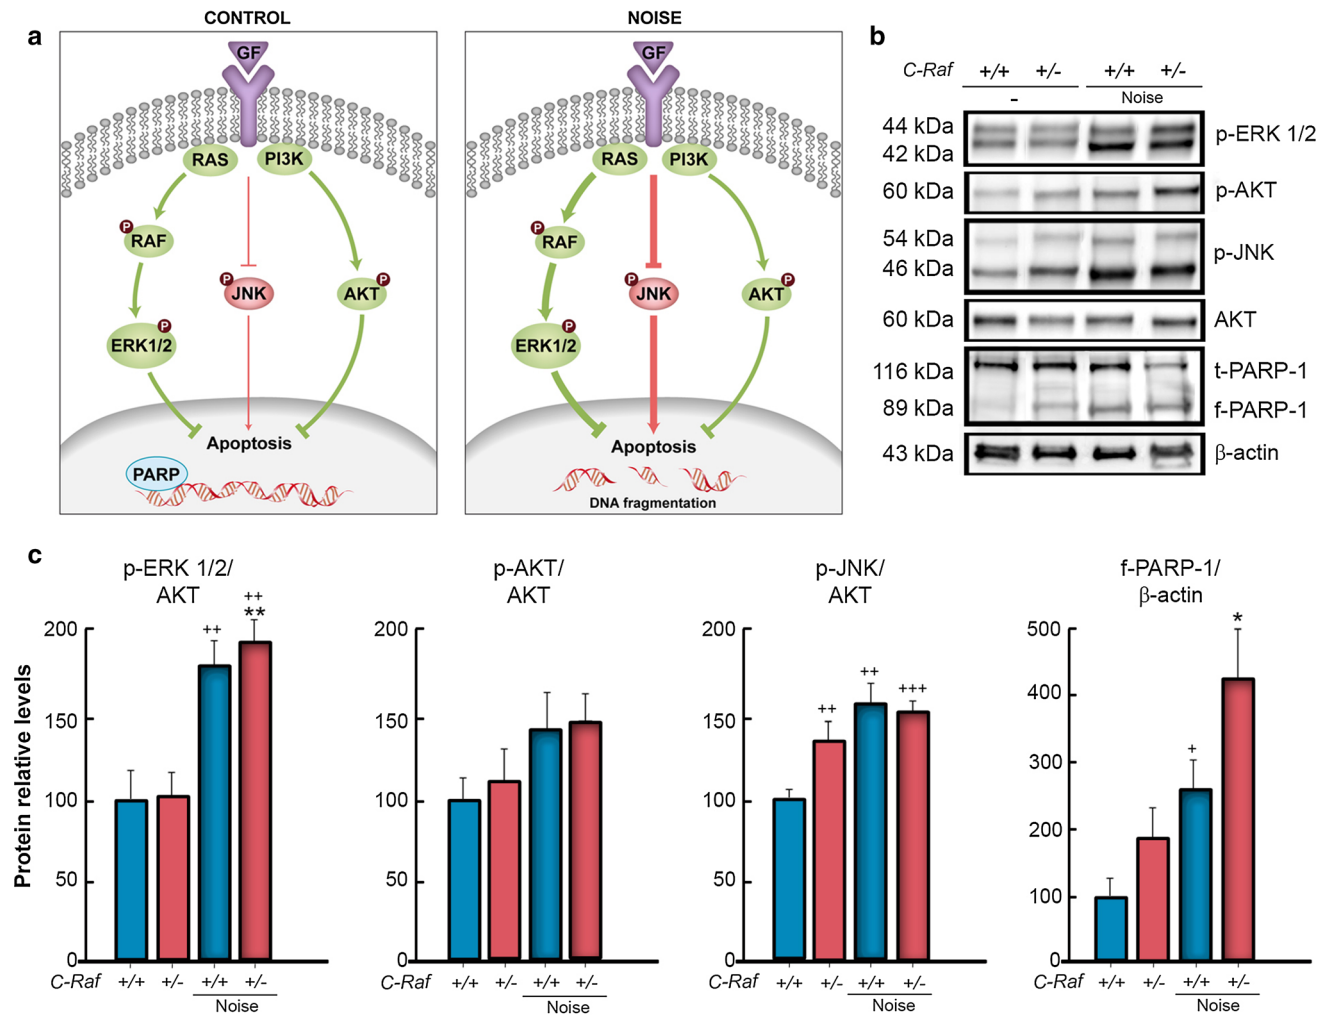 a
CONTROL
GF
RAS
PI3K
P
RAF
P
JNK
AKT
P
ERK1/2
P
Apoptosis
PARP
NOISE
GF
RAS
PI3K
P
RAF
P
JNK
AKT
P
ERK1/2
P
Apoptosis
DNA fragmentation
b
C-Raf +/+ +/- +/+ +/-
- Noise
44 kDa
42 kDa
p-ERK 1/2
60 kDa p-AKT
54 kDa
46 kDa
p-JNK
60 kDa AKT
116 kDa t-PARP-1
89 kDa f-PARP-1
43 kDa β-actin
c
Protein relative levels
p-ERK 1/2/
AKT
200
150
100
50
0
++
++
**
C-Raf +/+ +/- +/+ +/-
Noise
p-AKT/
AKT
200
150
100
50
0
C-Raf +/+ +/- +/+ +/-
Noise
p-JNK/
AKT
200
150
100
50
0
++
++
+++
C-Raf +/+ +/- +/+ +/-
Noise
f-PARP-1/
β-actin
500
400
300
200
100
0
+
*
C-Raf +/+ +/- +/+ +/-
Noise